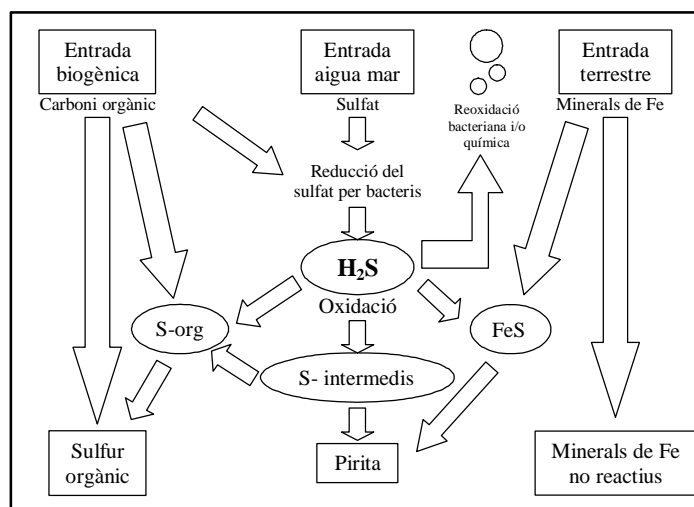 Entrada
biogènica
Carboni orgànic
Entrada
aigua mar
Sulfat
Reoxidació
bacteriana i/o
química
Entrada
terrestre
Minerals de Fe
Reducció del
sulfat per bacteris
H₂S
Oxidació
S-org
FeS
S- intermedis
Sulfur
orgànic
Pirita
Minerals de Fe
no reactius